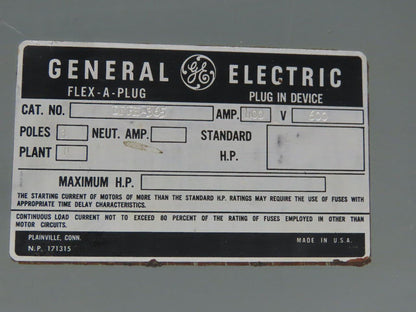 GENERAL GE ELECTRIC
FLEX-A-PLUG PLUG IN DEVICE
CAT. NO. AMP. V 600
POLES NEUT. AMP. STANDARD
PLANT H.P.
MAXIMUM H.P.
THE STARTING CURRENT OF MOTORS OF MORE THAN THE STANDARD H.P. RATINGS MAY REQUIRE THE USE OF FUSES WITH
APPROPRIATE TIME DELAY CHARACTERISTICS.
CONTINUOUS LOAD CURRENT NOT TO EXCEED 80 PERCENT OF THE RATING OF FUSES EMPLOYED IN OTHER THAN
MOTOR CIRCUITS.
PLAINVILLE, CONN. MADE IN U.S.A.
N.P. 171315